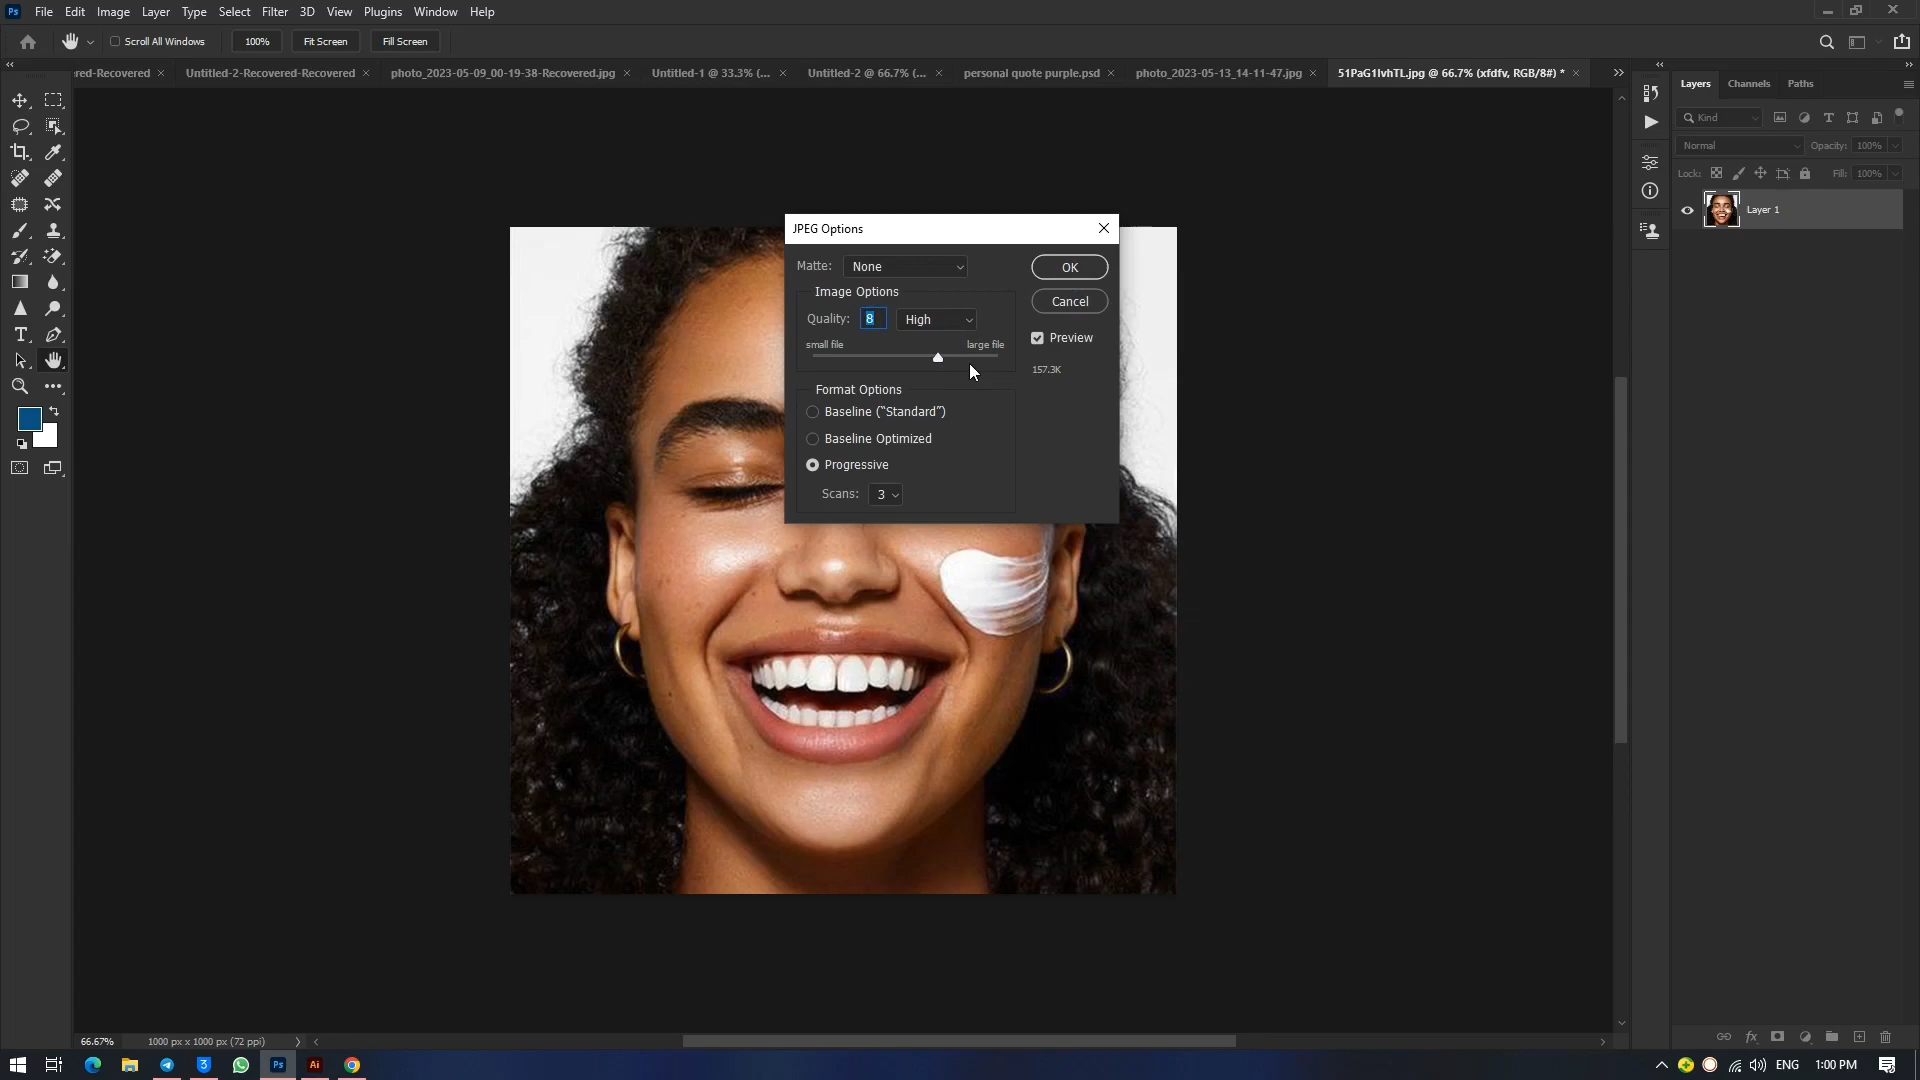 Ps File Edit Image Layer Type Select Filter 3D View Plugins Window Help
Scroll All Windows 100% Fit Screen Fill Screen
ered-Recovered Untitled-2-Recovered-Recovered photo_2023-05-09_00-19-38-Recovered.jpg Untitled-1 @ 33.3% (... Untitled-2 @ 66.7% (... personal quote purple.psd photo_2023-05-13_14-11-47.jpg 51PaG1IvhTL.jpg @ 66.7% (xfdfv, RGB/8#) *
Layers Channels Paths
Kind
Normal Opacity: 100%
Lock: Fill: 100%
Layer 1
JPEG Options
Matte: None OK
Image Options
Cancel
Quality: 8 High
Preview
small file large file
157.3K
Format Options
Baseline (“Standard”)
Baseline Optimized
Progressive
Scans: 3
66.67% 1000 px x 1000 px (72 ppi)
Ps Ai ENG 1:00 PM